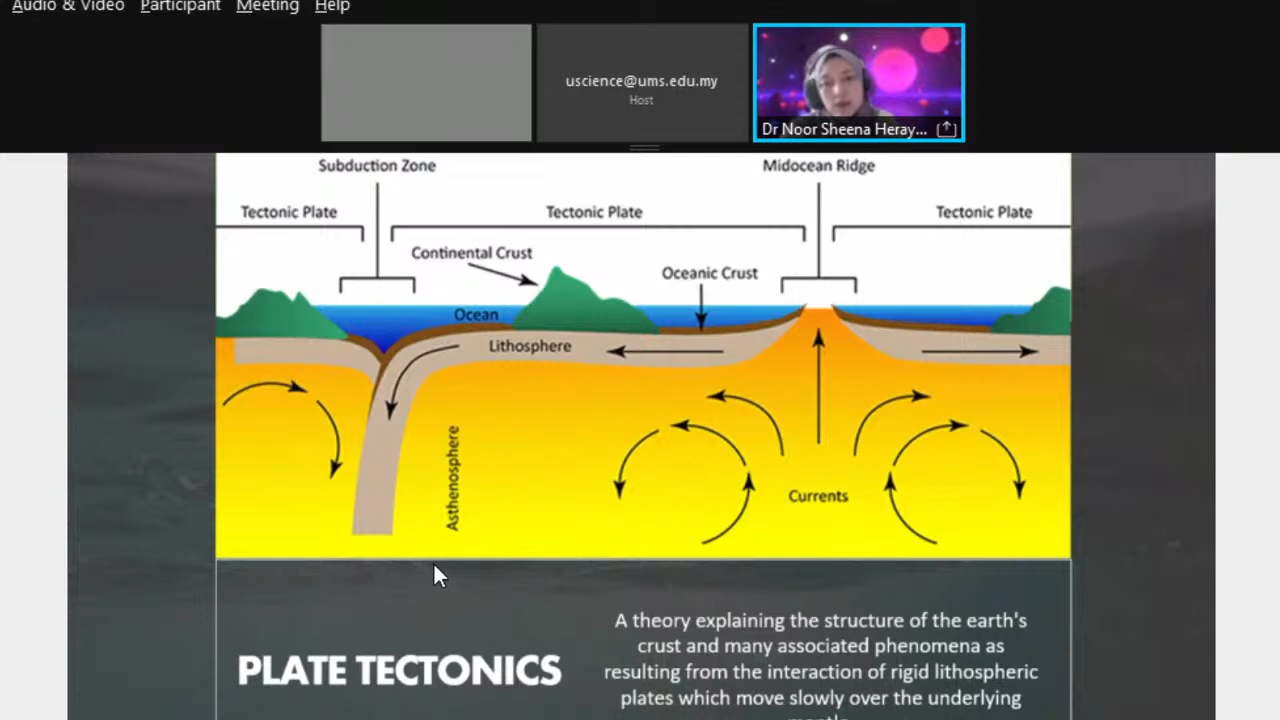 Audio & Video Participant Meeting Help
uscience@ums.edu.my
Host
Dr Noor Sheena Heray...
Subduction Zone
Midocean Ridge
Tectonic Plate
Tectonic Plate
Tectonic Plate
Continental Crust
Oceanic Crust
Ocean
Lithosphere
Asthenosphere
Currents
PLATE TECTONICS
A theory explaining the structure of the earth's
crust and many associated phenomena as
resulting from the interaction of rigid lithospheric
plates which move slowly over the underlying